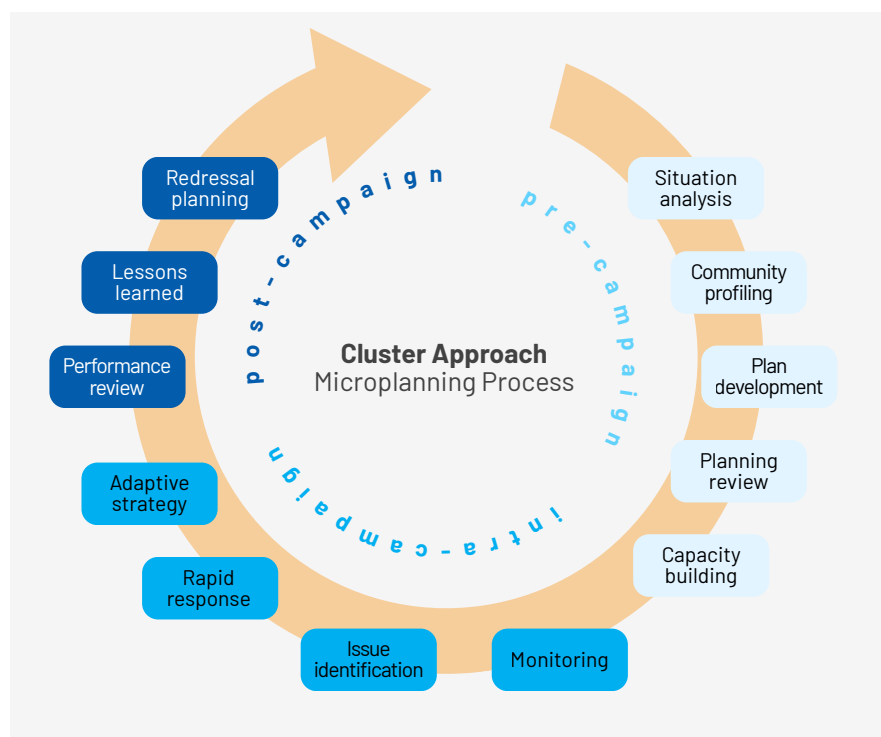 Cluster Approach
Microplanning Process
pre-campaign
Situation
analysis
Community
profiling
Plan
development
Planning
review
Capacity
building
intra-campaign
Monitoring
Issue
identification
Rapid
response
Adaptive
strategy
post-campaign
Performance
review
Lessons
learned
Redressal
planning